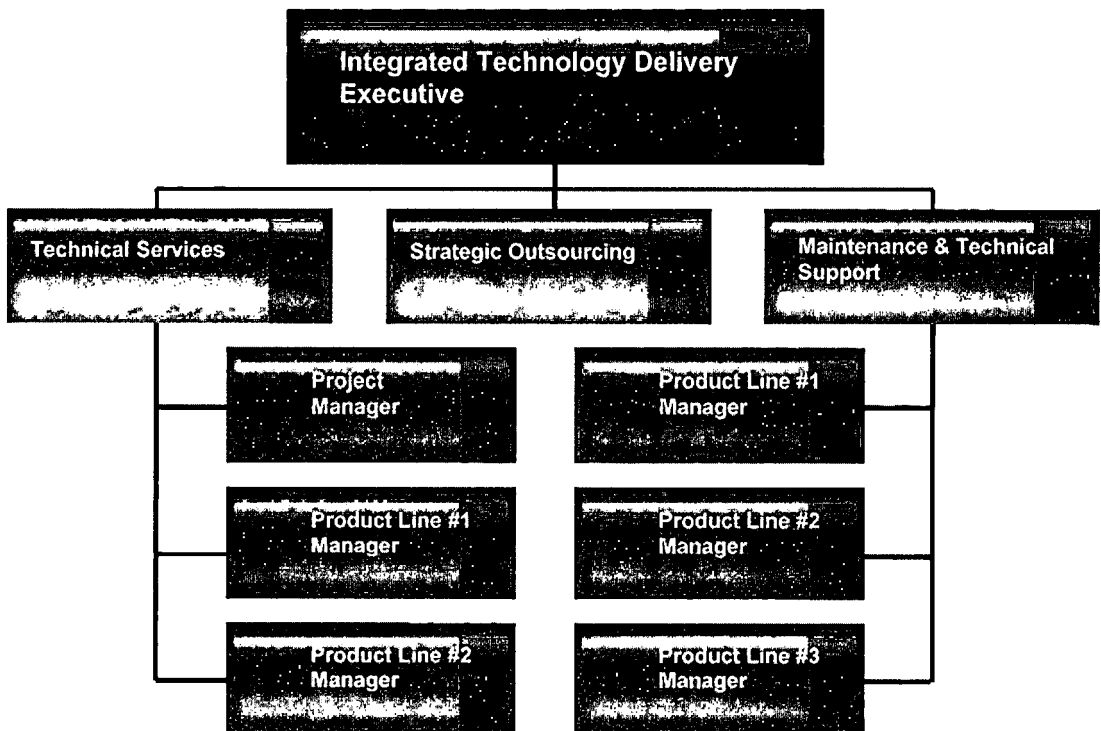 Integrated Technology Delivery
Executive
Technical Services
Strategic Outsourcing
Maintenance & Technical
Support
Project
Manager
Product Line #1
Manager
Product Line #2
Manager
Product Line #1
Manager
Product Line #2
Manager
Product Line #3
Manager